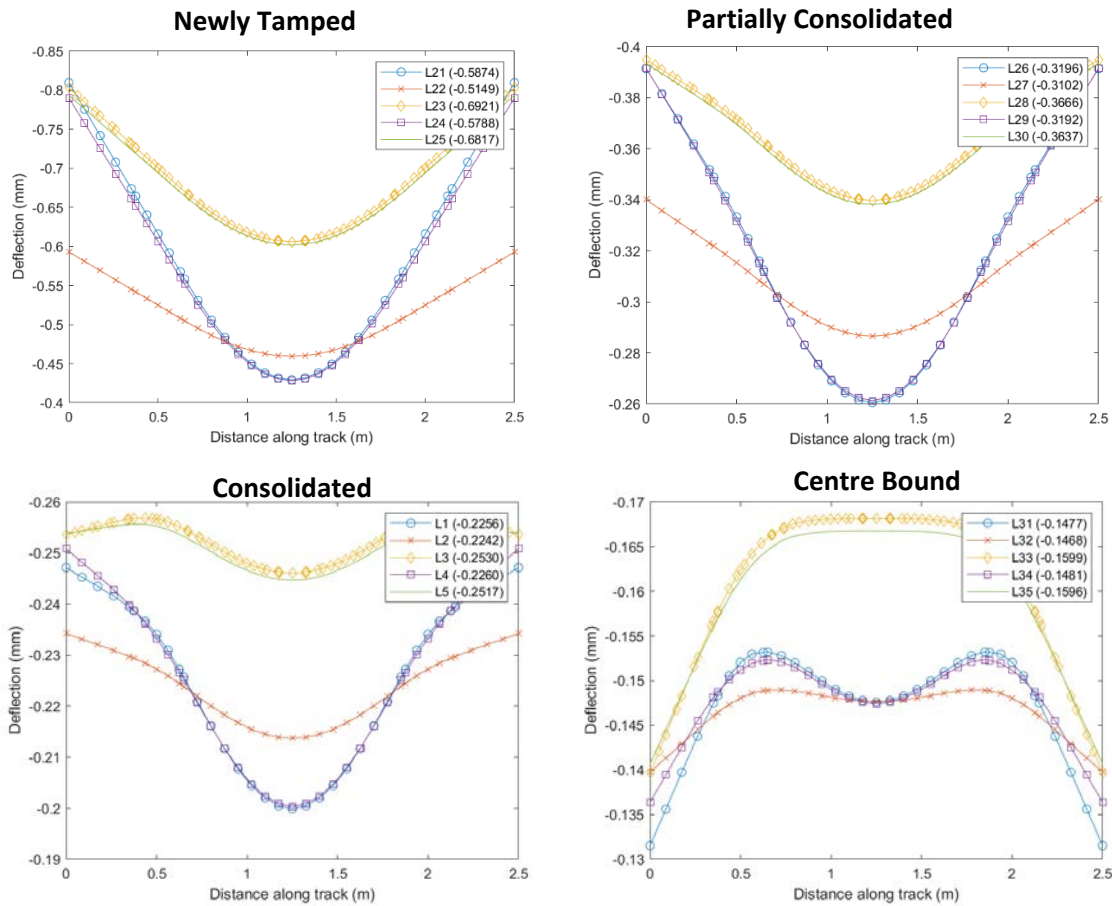 Newly Tamped
-0.85
-0.8
-0.75
-0.7
-0.65
-0.6
-0.55
-0.5
-0.45
-0.4
Deflection (mm)
L21 (-0.5874)
L22 (-0.5149)
L23 (-0.6921)
L24 (-0.5788)
L25 (-0.6817)
0 0.5 1 1.5 2 2.5
Distance along track (m)
Partially Consolidated
-0.4
-0.38
-0.36
-0.34
-0.32
-0.3
-0.28
-0.26
Deflection (mm)
L26 (-0.3196)
L27 (-0.3102)
L28 (-0.3666)
L29 (-0.3192)
L30 (-0.3637)
0 0.5 1 1.5 2 2.5
Distance along track (m)
Consolidated
-0.26
-0.25
-0.24
-0.23
-0.22
-0.21
-0.2
-0.19
Deflection (mm)
L1 (-0.2256)
L2 (-0.2242)
L3 (-0.2530)
L4 (-0.2260)
L5 (-0.2517)
0 0.5 1 1.5 2 2.5
Distance along track (m)
Centre Bound
-0.17
-0.165
-0.16
-0.155
-0.15
-0.145
-0.14
-0.135
-0.13
Deflection (mm)
L31 (-0.1477)
L32 (-0.1468)
L33 (-0.1599)
L34 (-0.1481)
L35 (-0.1596)
0 0.5 1 1.5 2 2.5
Distance along track (m)